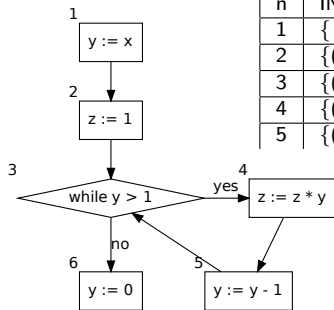 1
y := x
2
z := 1
3
while y > 1
yes
4
z := z * y
no
6
y := 0
5
y := y - 1
n
1 {
2 {(
3 {(
4 {(
5 {(